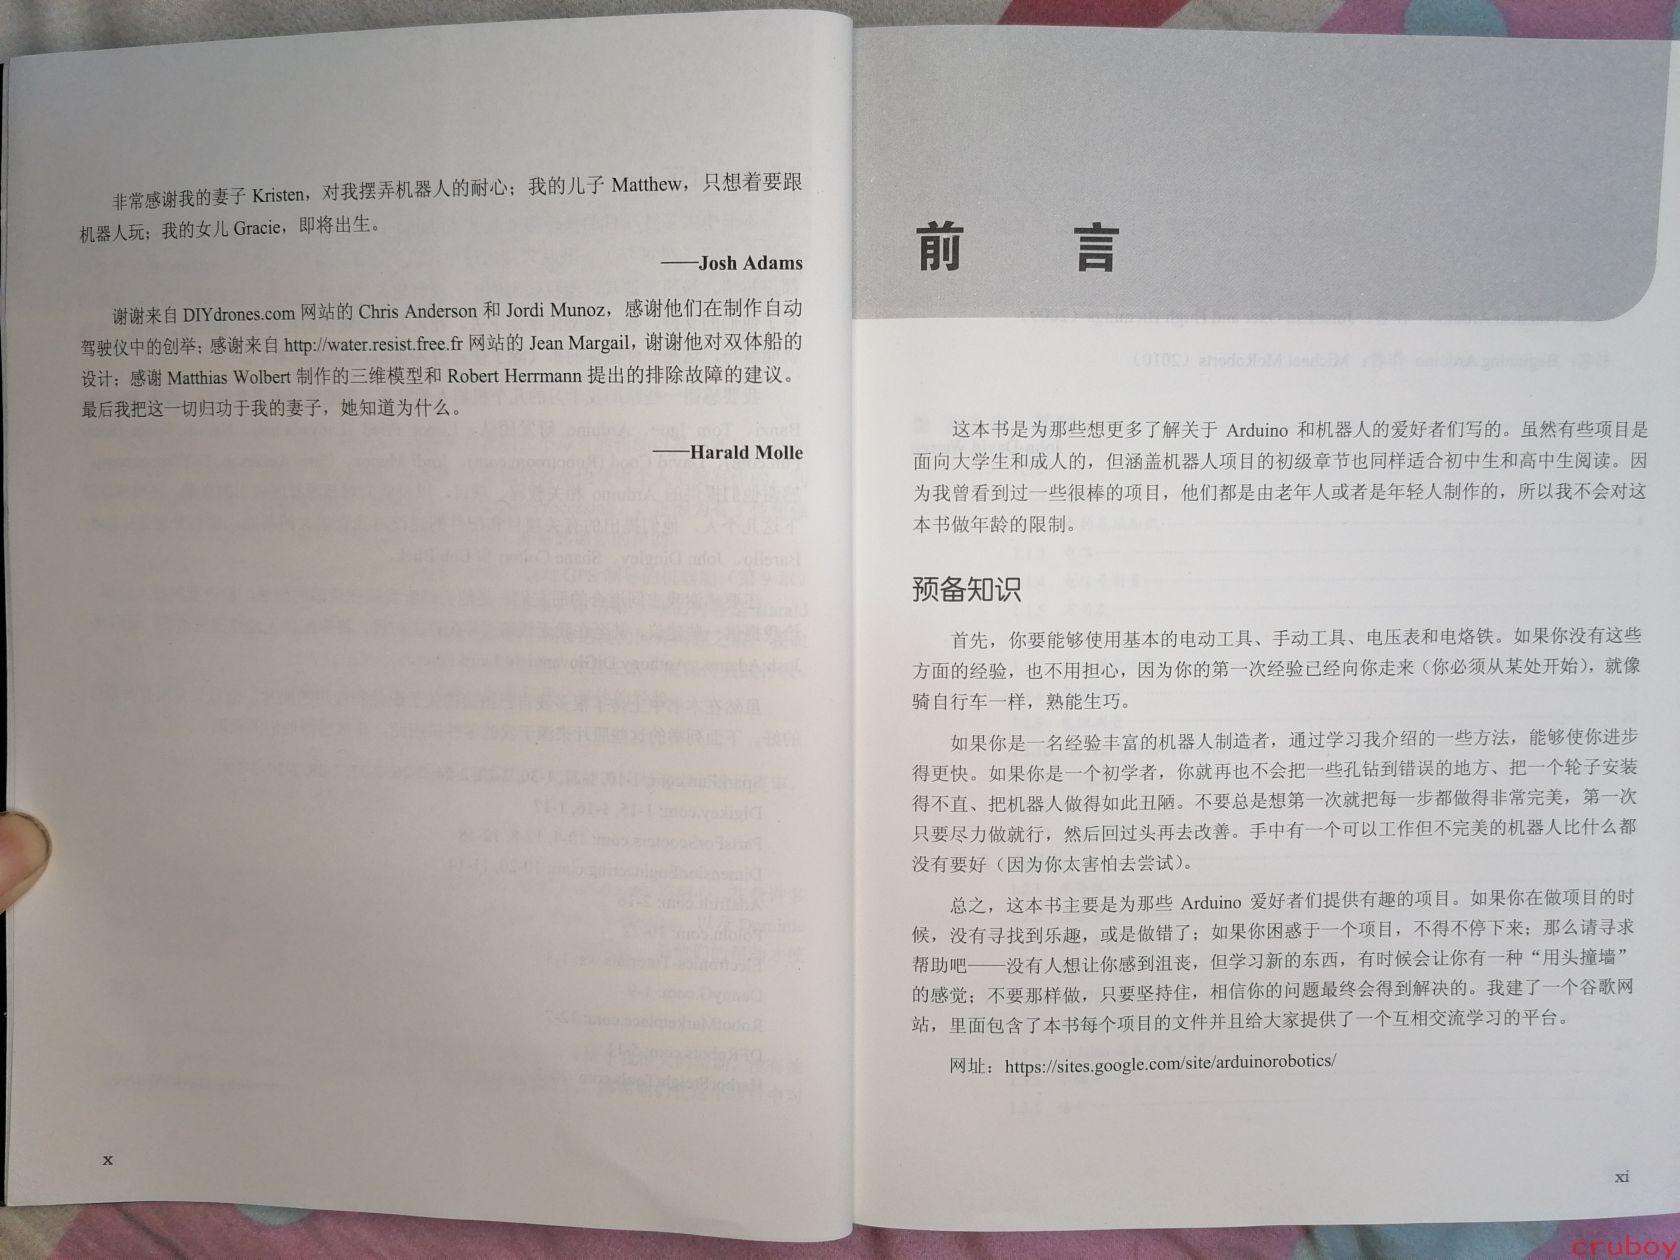 非常感谢我的妻子 Kristen，对我摆弄机器人的耐心；我的儿子 Matthew，只想着要跟
机器人玩；我的女儿 Gracie，即将出生。
——Josh Adams
谢谢来自 DIYdrones.com 网站的 Chris Anderson 和 Jordi Munoz，感谢他们在制作自动
驾驶仪中的创举；感谢来自 http://water.resist.free.fr 网站的 Jean Margail，谢谢他对双体船的
设计；感谢 Matthias Wolbert 制作的三维模型和 Robert Herrmann 提出的排除故障的建议。
最后我把这一切归功于我的妻子，她知道为什么。
——Harald Molle
x
前 言
这本书是为那些想更多了解关于 Arduino 和机器人的爱好者们写的。虽然有些项目是
面向大学生和成人的，但涵盖机器人项目的初级章节也同样适合初中生和高中生阅读。因
为我曾看到过一些很棒的项目，他们都是由老年人或者是年轻人制作的，所以我不会对这
本书做年龄的限制。
预备知识
首先，你要能够使用基本的电动工具、手动工具、电压表和电烙铁。如果你没有这些
方面的经验，也不用担心，因为你的第一次经验已经向你走来（你必须从某处开始），就像
骑自行车一样，熟能生巧。
如果你是一名经验丰富的机器人制造者，通过学习我介绍的一些方法，能够使你进步
得更快。如果你是一个初学者，你就再也不会把一些孔钻到错误的地方、把一个轮子安装
得不直、把机器人做得如此丑陋。不要总是想第一次就把每一步都做得非常完美，第一次
只要尽力做就行，然后回过头再去改善。手中有一个可以工作但不完美的机器人比什么都
没有要好（因为你太害怕去尝试）。
总之，这本书主要是为那些 Arduino 爱好者们提供有趣的项目。如果你在做项目的时
候，没有寻找到乐趣，或是做错了；如果你困惑于一个项目，不得不停下来；那么请寻求
帮助吧——没有人想让你感到沮丧，但学习新的东西，有时候会让你有一种“用头撞墙”
的感觉；不要那样做，只要坚持住，相信你的问题最终会得到解决的。我建了一个谷歌网
站，里面包含了本书每个项目的文件并且给大家提供了一个互相交流学习的平台。
网址：https://sites.google.com/site/arduinorobotics/
xi
cruboy